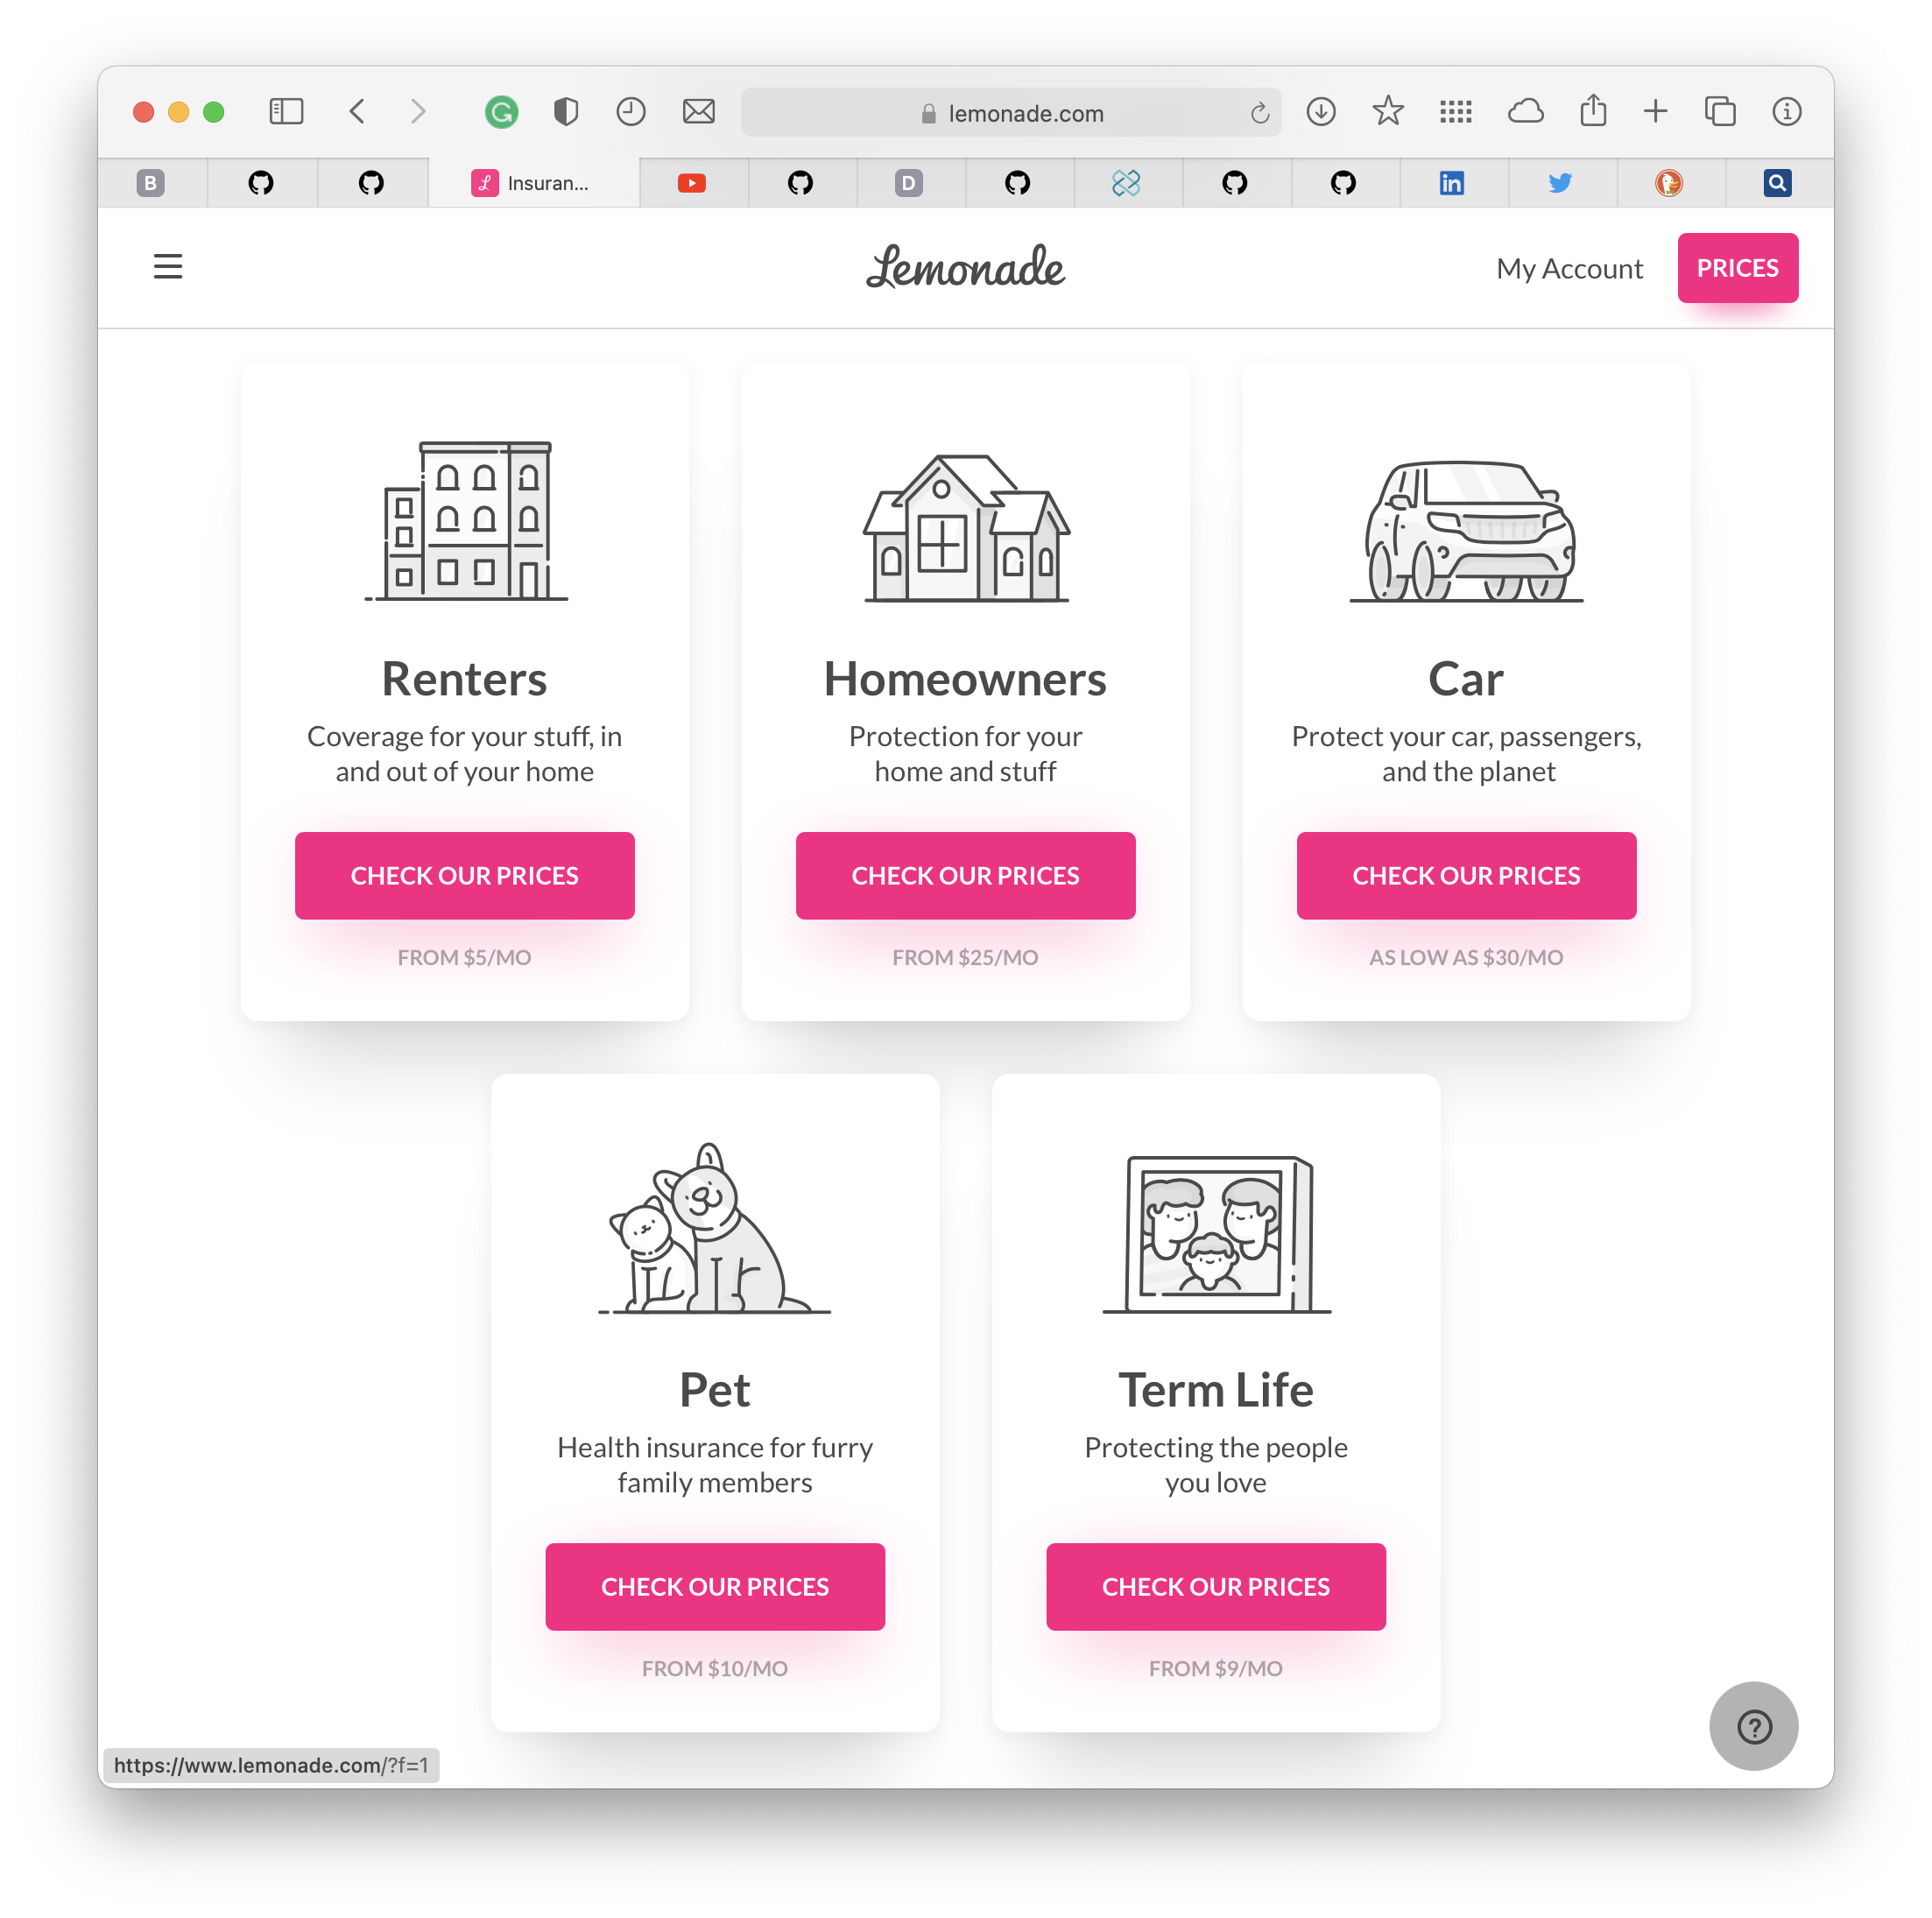 lemonade.com
B
Insuran...
D
in
Lemonade
My Account
PRICES
Renters
Coverage for your stuff, in
and out of your home
CHECK OUR PRICES
FROM $5/MO
Homeowners
Protection for your
home and stuff
CHECK OUR PRICES
FROM $25/MO
Car
Protect your car, passengers,
and the planet
CHECK OUR PRICES
AS LOW AS $30/MO
Pet
Health insurance for furry
family members
CHECK OUR PRICES
FROM $10/MO
Term Life
Protecting the people
you love
CHECK OUR PRICES
FROM $9/MO
https://www.lemonade.com/?f=1